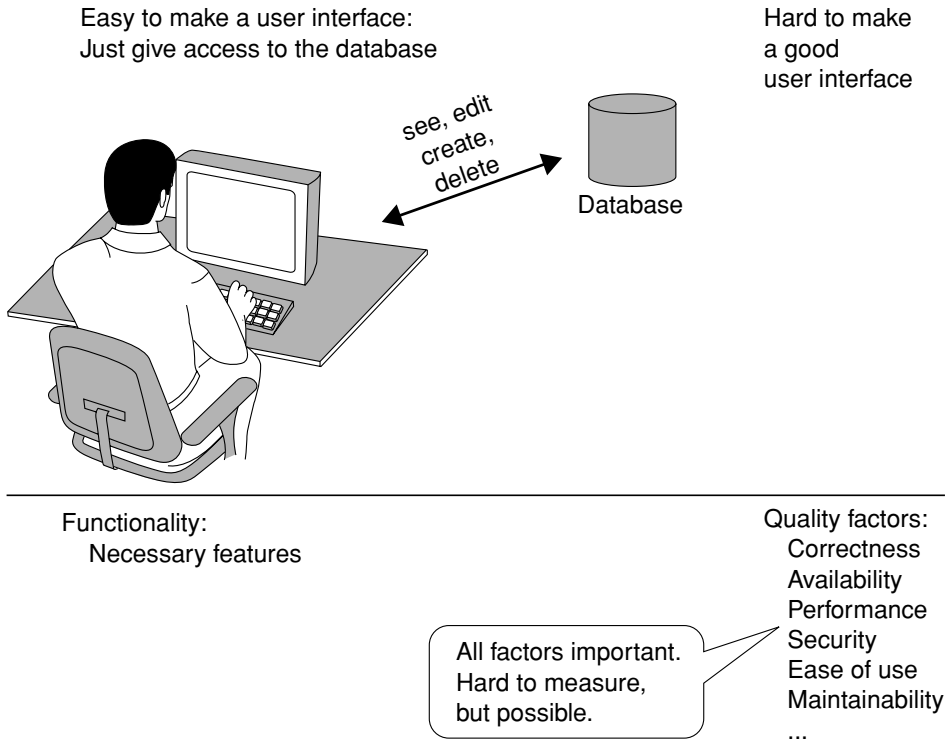 Easy to make a user interface:
Just give access to the database
Hard to make
a good
user interface
see, edit
create,
delete
Database
Functionality:
Necessary features
Quality factors:
Correctness
Availability
Performance
Security
Ease of use
Maintainability
...
All factors important.
Hard to measure,
but possible.